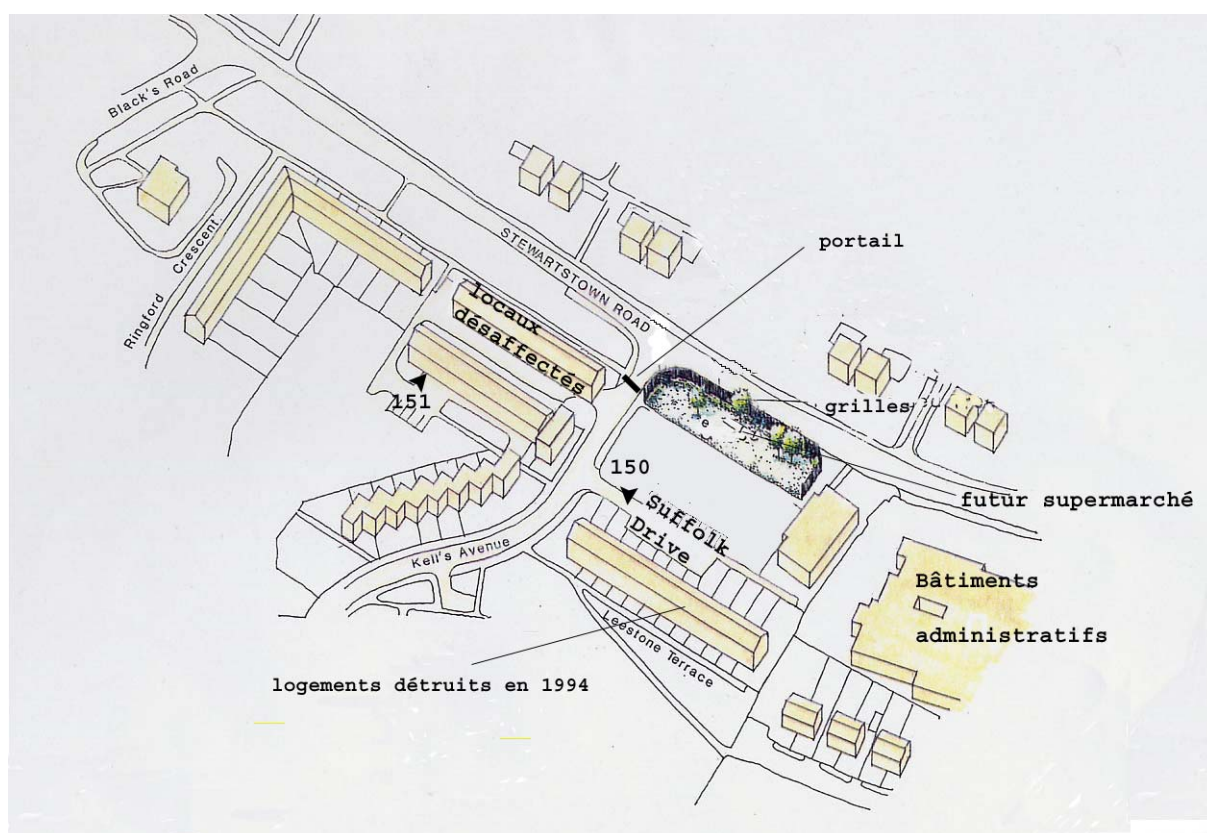 Black's Road
Ringford Crescent
STEWARTSTOWN ROAD
portail
locaux
désaffectés
151
grilles
150
Suffolk
Drive
futur supermarché
Kell's Avenue
Bâtiments
administratifs
Leestone Terrace
logements détruits en 1994